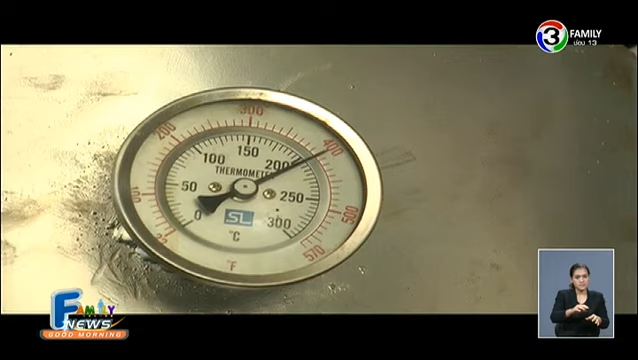 3 FAMILY
ช่อง 13
300
200
400
150
100
200
THERMOMETER
50
250
100
500
0
SL
300
°C
570
°F
FAMILY
NEWS
GOOD MORNING